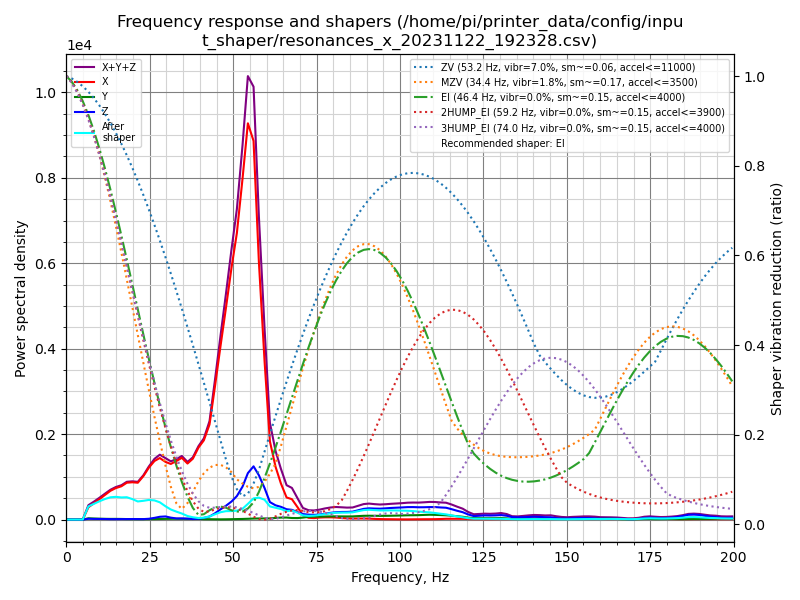 Frequency response and shapers (/home/pi/printer_data/config/inpu
t_shaper/resonances_x_20231122_192328.csv)
1e4
X+Y+Z
X
Y
Z
After
shaper
ZV (53.2 Hz, vibr=7.0%, sm~=0.06, accel<=11000)
MZV (34.4 Hz, vibr=1.8%, sm~=0.17, accel<=3500)
EI (46.4 Hz, vibr=0.0%, sm~=0.15, accel<=4000)
2HUMP_EI (59.2 Hz, vibr=0.0%, sm~=0.15, accel<=3900)
3HUMP_EI (74.0 Hz, vibr=0.0%, sm~=0.15, accel<=4000)
Recommended shaper: EI
Power spectral density
1.0
0.8
0.6
0.4
0.2
0.0
1.0
0.8
0.6
0.4
0.2
0.0
Shaper vibration reduction (ratio)
0 25 50 75 100 125 150 175 200
Frequency, Hz